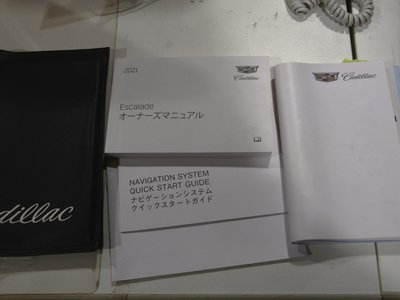 2021
Cadillac
Escalade
オーナーズマニュアル
NAVIGATION SYSTEM
QUICK START GUIDE
ナビゲーションシステム
クイックスタートガイド
Cadillac
adillac